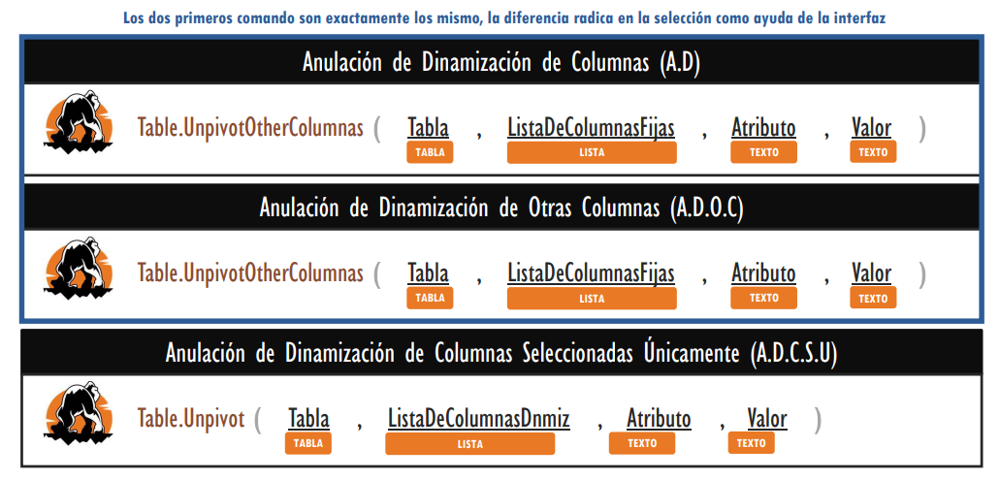 Los dos primeros comando son exactamente los mismo, la diferencia radica en la selección como ayuda de la interfaz
Anulación de Dinamización de Columnas (A.D)
Table.UnpivotOtherColumnas ( Tabla , ListaDeColumnasFijas , Atributo , Valor )
TABLA LISTA TEXTO TEXTO
Anulación de Dinamización de Otras Columnas (A.D.O.C)
Table.UnpivotOtherColumnas ( Tabla , ListaDeColumnasFijas , Atributo , Valor )
TABLA LISTA TEXTO TEXTO
Anulación de Dinamización de Columnas Seleccionadas Únicamente (A.D.C.S.U)
Table.Unpivot ( Tabla , ListaDeColumnasDnmiz , Atributo , Valor )
TABLA LISTA TEXTO TEXTO